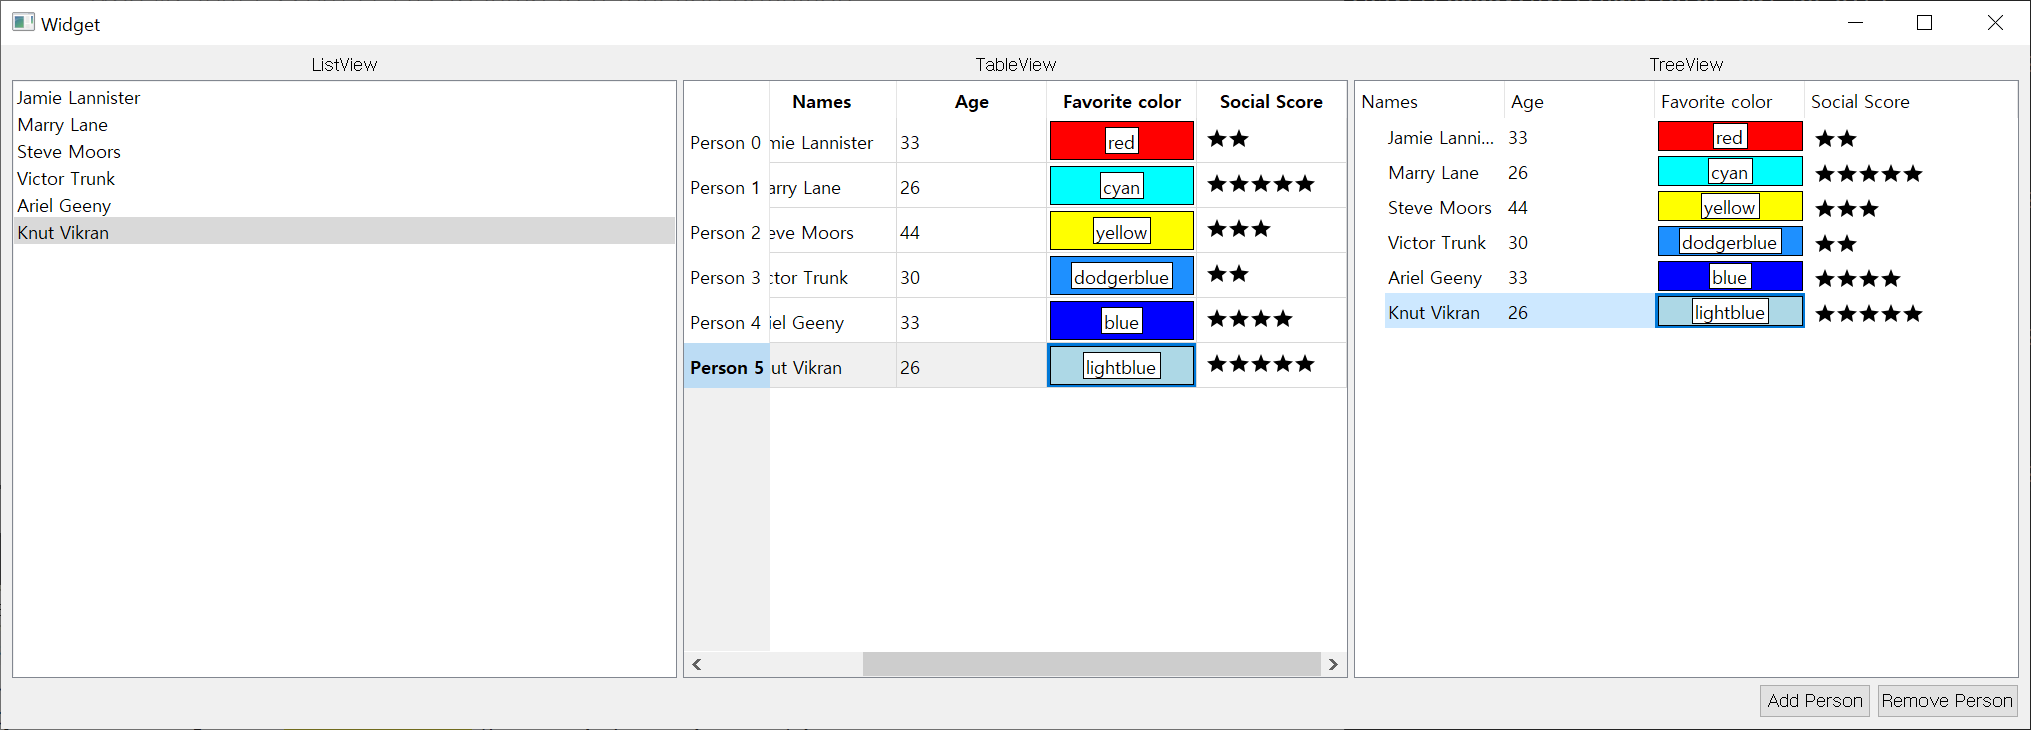 Widget
ListView
Jamie Lannister
Marry Lane
Steve Moors
Victor Trunk
Ariel Geeny
Knut Vikran
TableView
Names Age Favorite color Social Score
Person 0 mie Lannister 33 red
Person 1 arry Lane 26 cyan
Person 2 eve Moors 44 yellow
Person 3 ctor Trunk 30 dodgerblue
Person 4 iel Geeny 33 blue
Person 5 ut Vikran 26 lightblue
TreeView
Names Age Favorite color Social Score
Jamie Lanni... 33 red
Marry Lane 26 cyan
Steve Moors 44 yellow
Victor Trunk 30 dodgerblue
Ariel Geeny 33 blue
Knut Vikran 26 lightblue
Add Person Remove Person